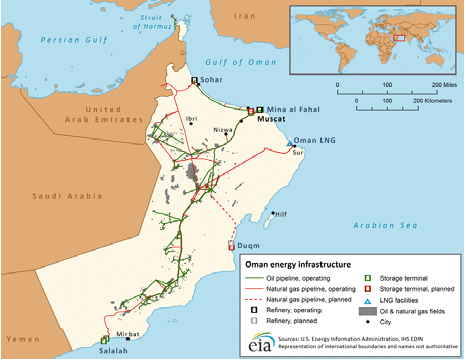 Strait
of
Hormuz
Iran
Persian Gulf
Gulf of Oman
Sohar
0 100 200 Miles
0 100 200 Kilometers
Mina al Fahal
Muscat
United
Arab Emirates
Ibri
Nizwa
Oman LNG
Sur
Saudi Arabia
Hilf
Arabian Sea
Duqm
Yemen
Mirbat
Salalah
Oman energy infrastructure
Oil pipeline, operating
Natural gas pipeline, operating
Natural gas pipeline, planned
Refinery, operating
Refinery, planned
Storage terminal
Storage terminal, planned
LNG facilities
Oil & natural gas fields
City
eia
Sources: U.S. Energy Information Administration, IHS EDIN
Representation of international boundaries and names not authoritative